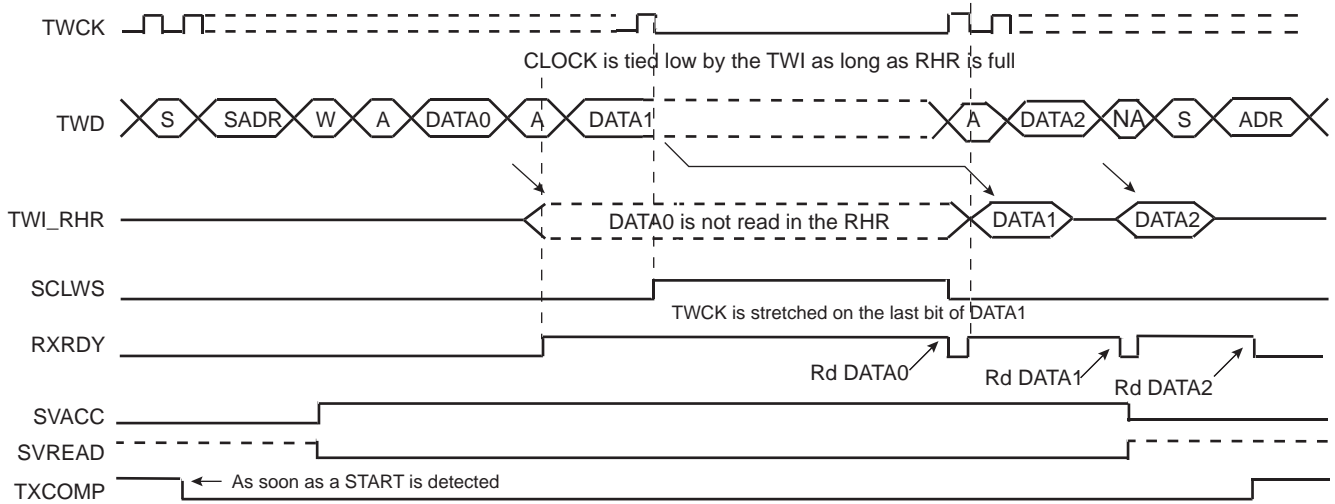 TWCK
CLOCK is tied low by the TWI as long as RHR is full
TWD S SADR W A DATA0 A DATA1 A DATA2 NA S ADR
TWI_RHR DATA0 is not read in the RHR DATA1 DATA2
SCLWS
TWCK is stretched on the last bit of DATA1
RXRDY
Rd DATA0 Rd DATA1 Rd DATA2
SVACC
SVREAD
TXCOMP As soon as a START is detected